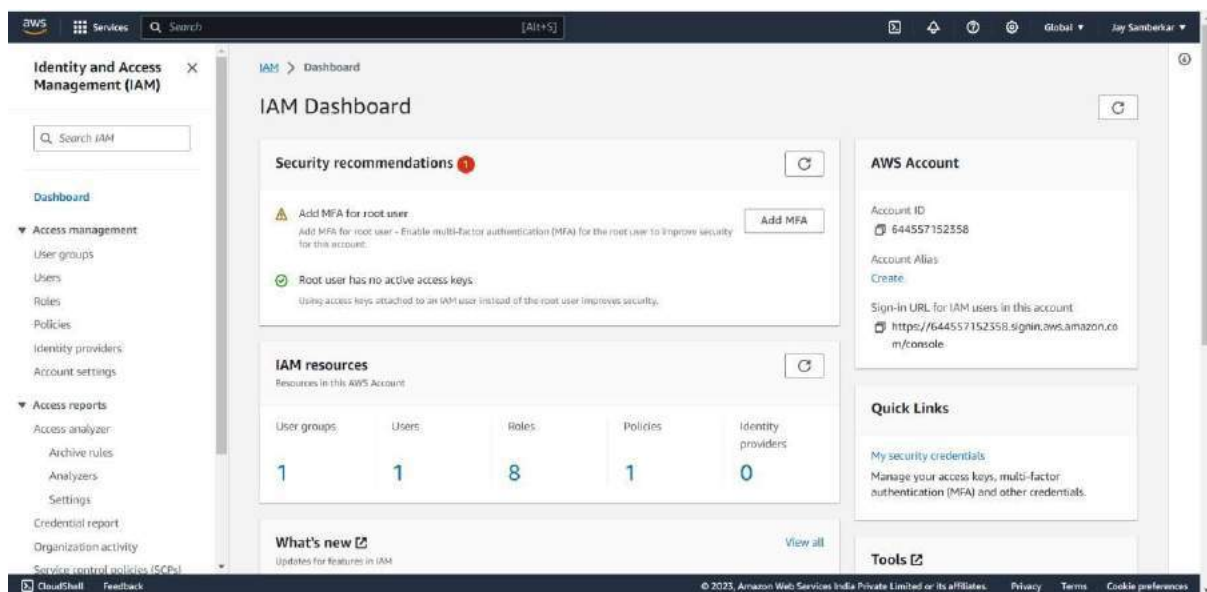 aws Services Search [Alt+S] Global Jay Samberkar
Identity and Access
Management (IAM)
Search IAM
Dashboard
Access management
User groups
Users
Roles
Policies
Identity providers
Account settings
Access reports
Access analyzer
Archive rules
Analyzers
Settings
Credential report
Organization activity
Service control policies (SCPs)
IAM > Dashboard
IAM Dashboard
Security recommendations 1
Add MFA for root user
Add MFA for root user - Enable multi-factor authentication (MFA) for the root user to improve security
for this account.
Add MFA
Root user has no active access keys
Using access keys attached to an IAM user instead of the root user improves security.
IAM resources
Resources in this AWS Account
User groups Users Roles Policies Identity
providers
1 1 8 1 0
What's new
Updates for features in IAM
View all
AWS Account
Account ID
644557152358
Account Alias
Create
Sign-in URL for IAM users in this account
https://644557152358.signin.aws.amazon.co
m/console
Quick Links
My security credentials
Manage your access keys, multi-factor
authentication (MFA) and other credentials.
Tools
CloudShell Feedback © 2023, Amazon Web Services India Private Limited or its affiliates. Privacy Terms Cookie preferences